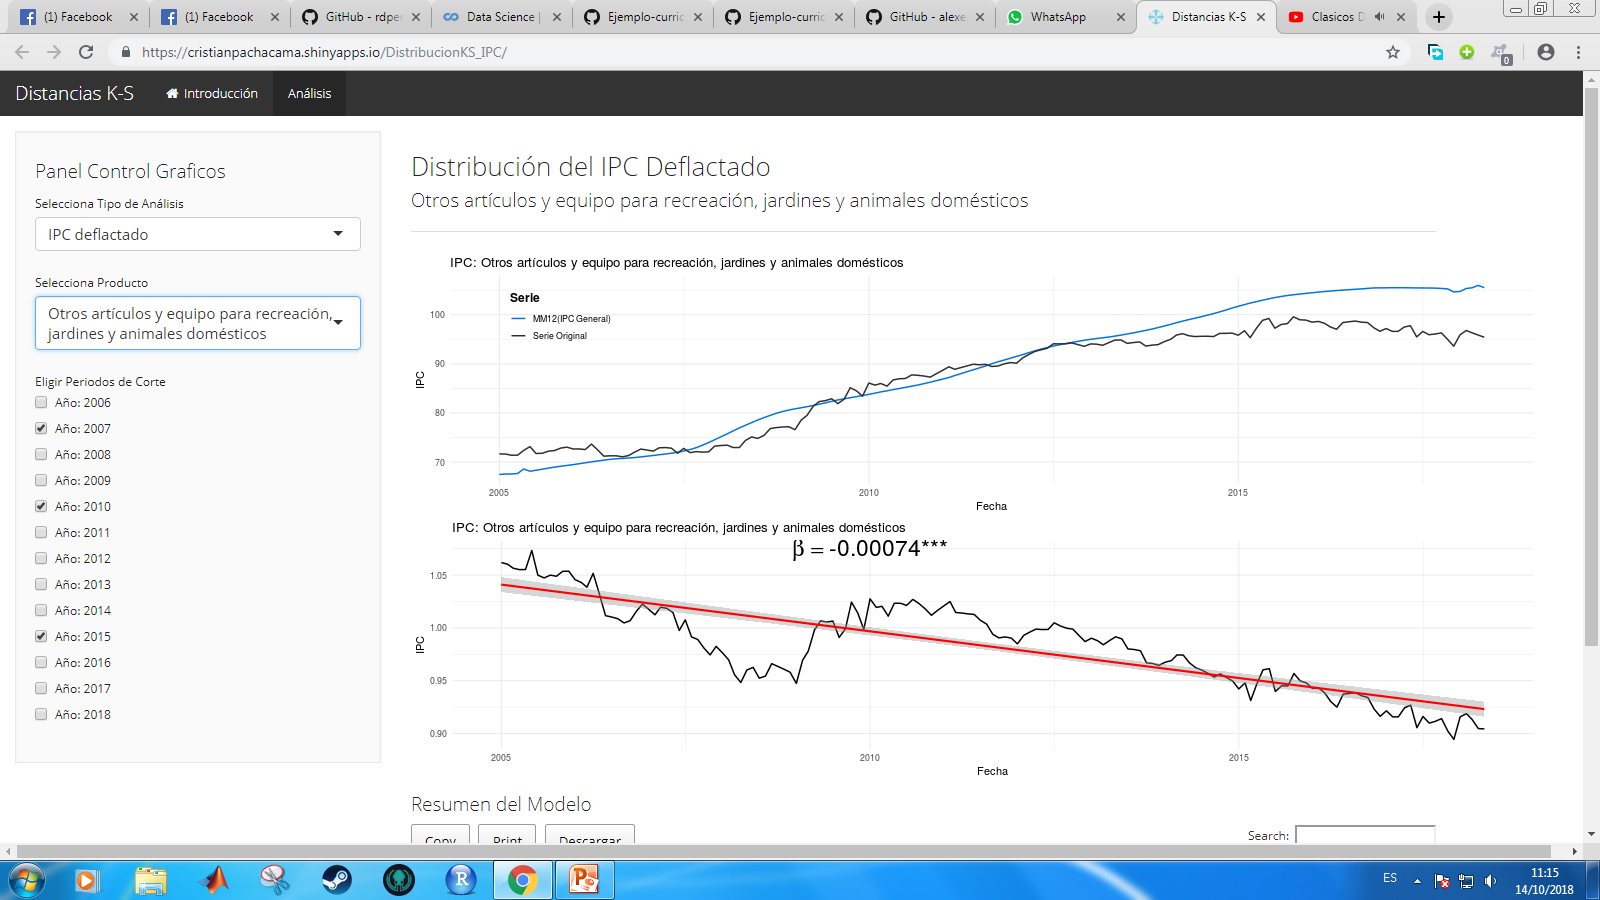 (1) Facebook
(1) Facebook
GitHub - rdpe
Data Science |
Ejemplo-curric
Ejemplo-curric
GitHub - alexe
WhatsApp
Distancias K-S
Clasicos D
https://cristianpachacama.shinyapps.io/DistribucionKS_IPC/
0
Distancias K-S
Introducción
Análisis
Panel Control Graficos
Selecciona Tipo de Análisis
IPC deflactado
Selecciona Producto
Otros artículos y equipo para recreación,
jardines y animales domésticos
Eligir Periodos de Corte
Año: 2006
Año: 2007
Año: 2008
Año: 2009
Año: 2010
Año: 2011
Año: 2012
Año: 2013
Año: 2014
Año: 2015
Año: 2016
Año: 2017
Año: 2018
Distribución del IPC Deflactado
Otros artículos y equipo para recreación, jardines y animales domésticos
IPC: Otros artículos y equipo para recreación, jardines y animales domésticos
Serie
MM12(IPC General)
Serie Original
100
90
80
70
IPC
2005
2010
2015
Fecha
IPC: Otros artículos y equipo para recreación, jardines y animales domésticos
β = -0.00074***
1.05
1.00
0.95
0.90
IPC
2005
2010
2015
Fecha
Resumen del Modelo
Copy
Print
Descargar
Search:
ES
11:15
14/10/2018